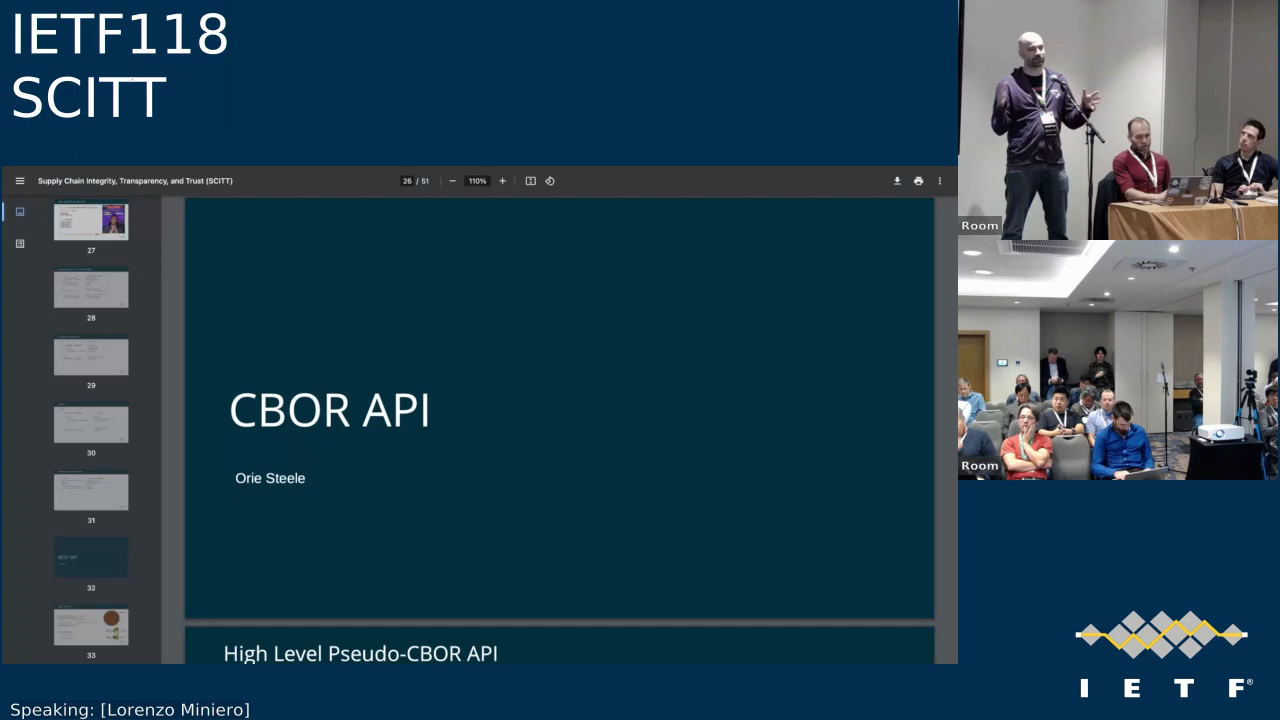 IETF118
SCITT
Supply Chain Integrity, Transparency, and Trust (SCITT)
26 / 51
110%
27
28
29
30
31
32
33
CBOR API
Orie Steele
High Level Pseudo-CBOR API
Room
Room
I E T F®
Speaking: [Lorenzo Miniero]